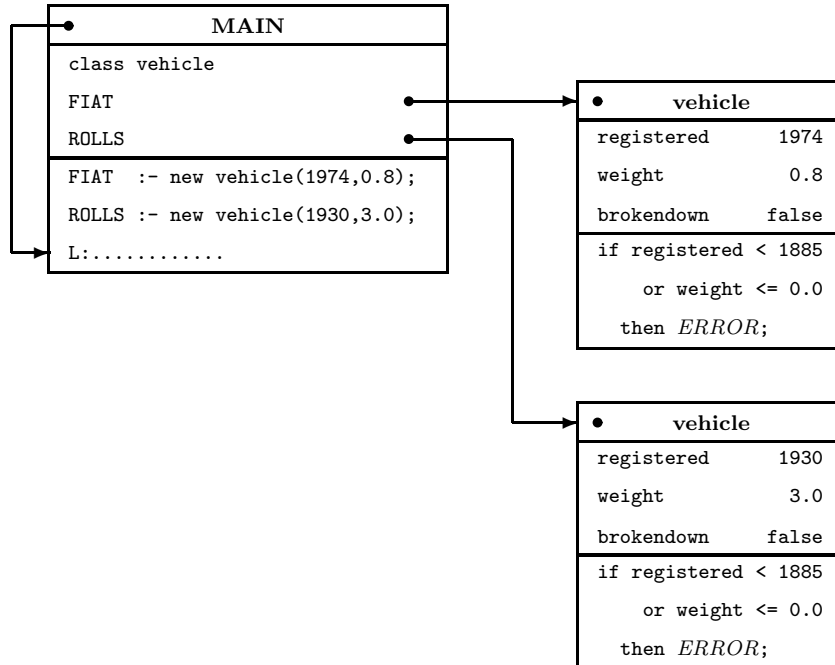 MAIN
class vehicle
FIAT
ROLLS
FIAT  :- new vehicle(1974,0.8);
ROLLS :- new vehicle(1930,3.0);
L:............
vehicle
registered 1974
weight 0.8
brokendown false
if registered < 1885
or weight <= 0.0
then ERROR;
vehicle
registered 1930
weight 3.0
brokendown false
if registered < 1885
or weight <= 0.0
then ERROR;